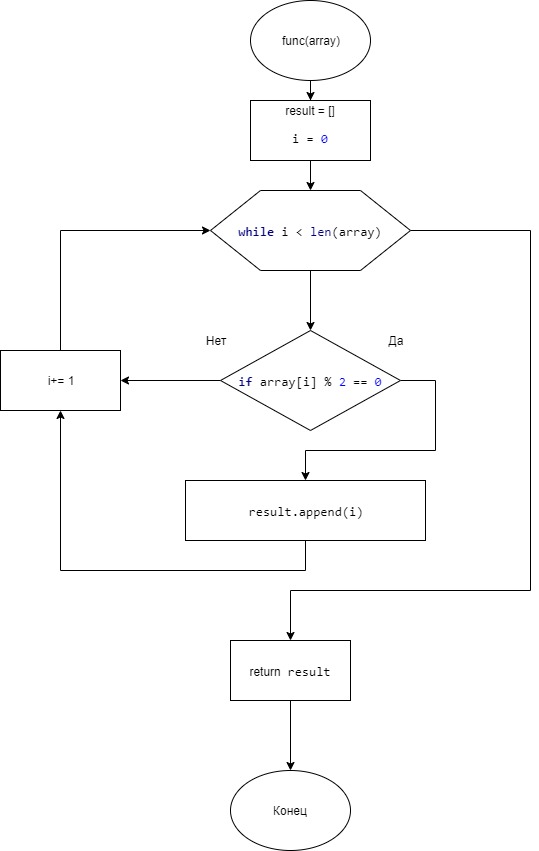 func(array)
result = []
i = 0
while i < len(array)
Нет
Да
if array[i] % 2 == 0
i+= 1
result.append(i)
return result
Конец